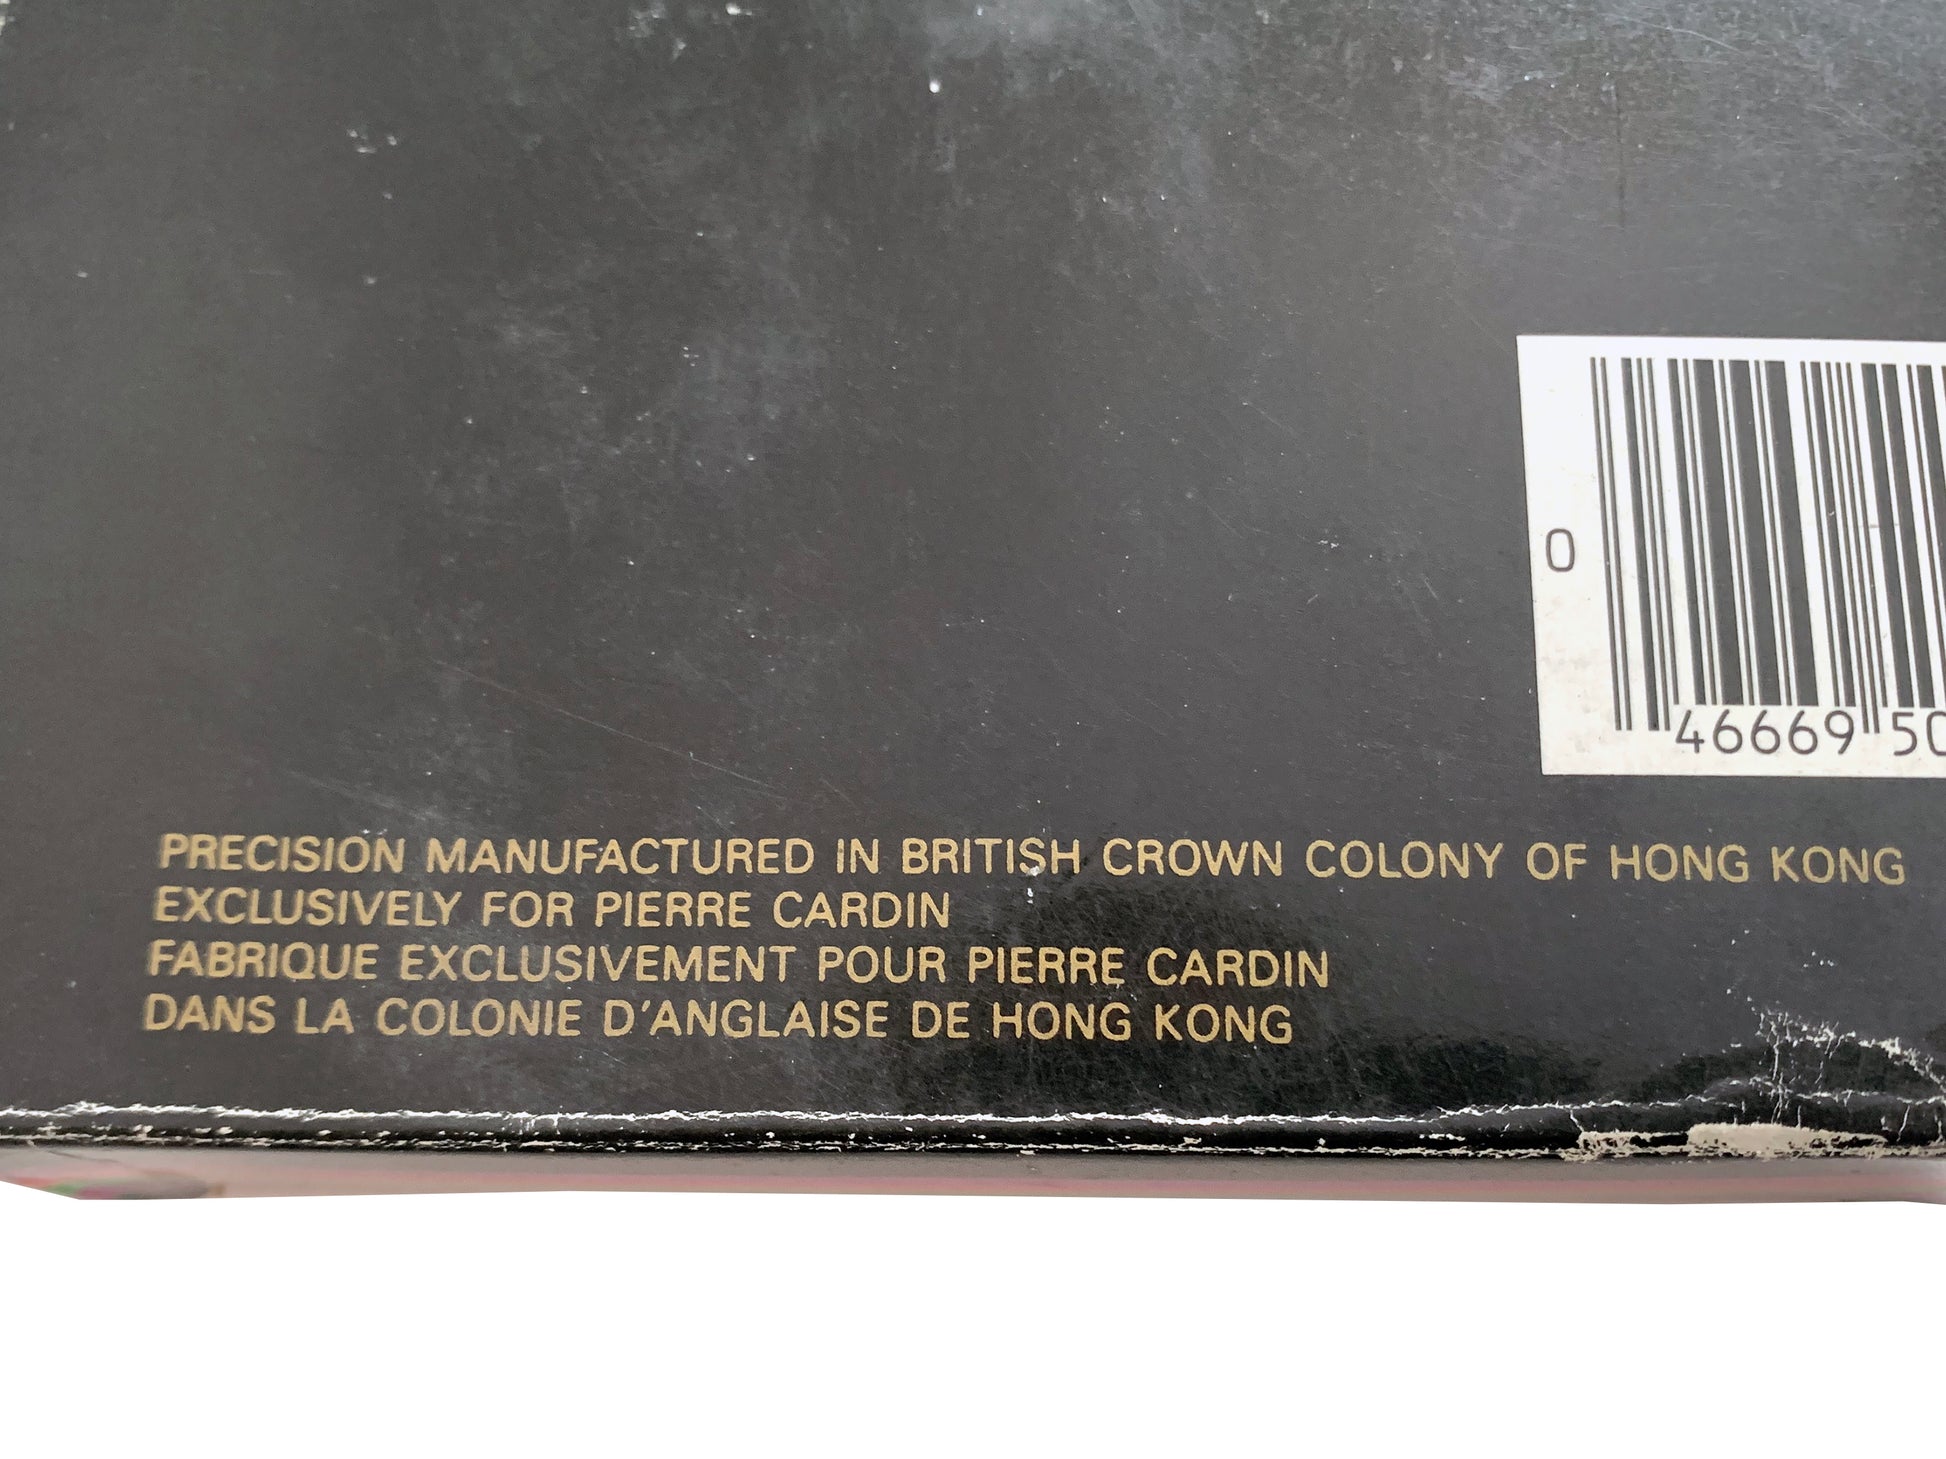 0
46669 50
PRECISION MANUFACTURED IN BRITISH CROWN COLONY OF HONG KONG
EXCLUSIVELY FOR PIERRE CARDIN
FABRIQUE EXCLUSIVEMENT POUR PIERRE CARDIN
DANS LA COLONIE D'ANGLAISE DE HONG KONG